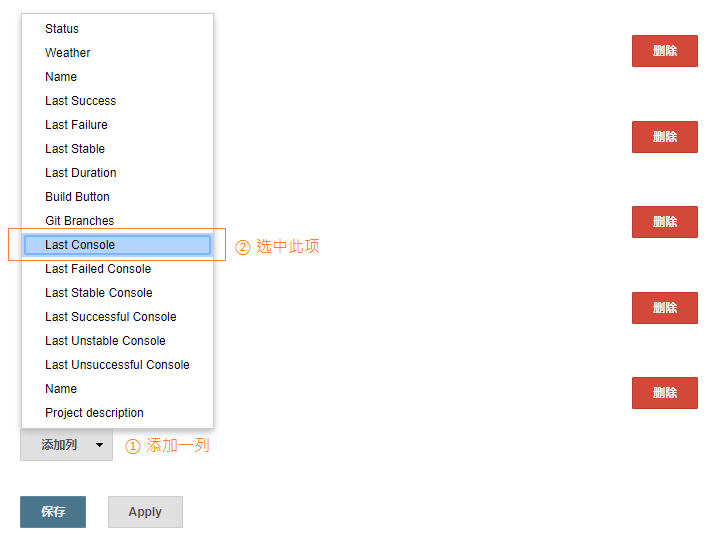 Status
Weather
删除
Name
Last Success
Last Failure
删除
Last Stable
Last Duration
Build Button
Git Branches
删除
Last Console
② 选中此项
Last Failed Console
Last Stable Console
Last Successful Console
删除
Last Unstable Console
Last Unsuccessful Console
Name
删除
Project description
添加列
① 添加一列
保存
Apply